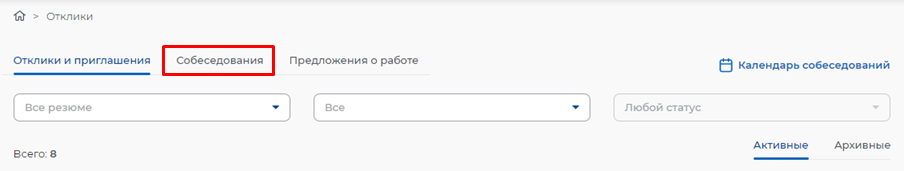 > Отклики
Отклики и приглашения Собеседования Предложения о работе
Календарь собеседований
Все резюме Все Любой статус
Всего: 8
Активные Архивные